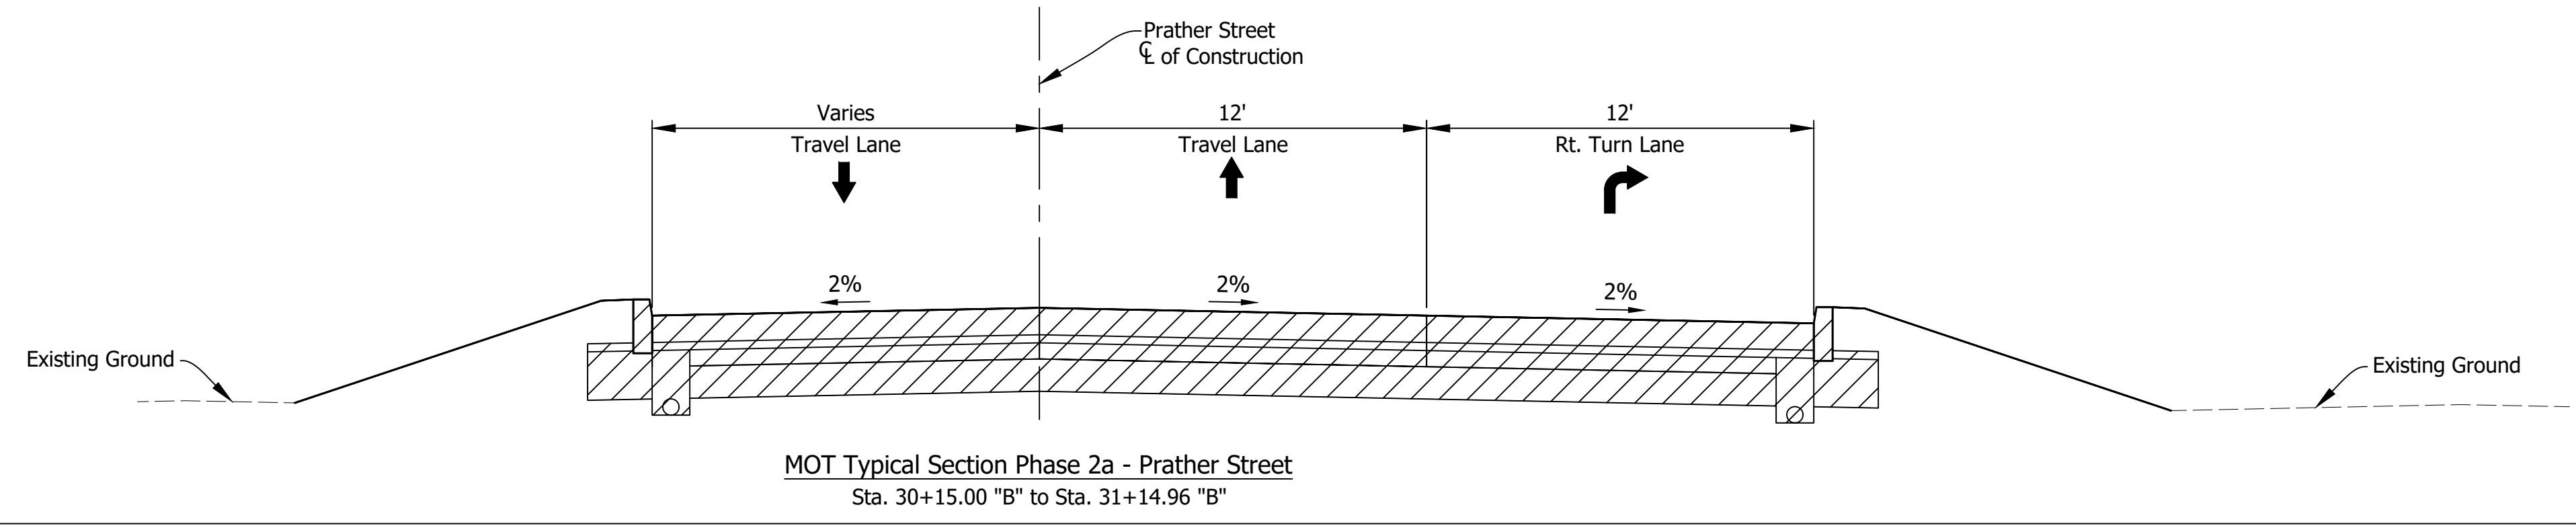 Prather Street
℄ of Construction
Varies
12'
12'
Travel Lane
Travel Lane
Rt. Turn Lane
2%
2%
2%
Existing Ground
Existing Ground
MOT Typical Section Phase 2a - Prather Street
Sta. 30+15.00 "B" to Sta. 31+14.96 "B"